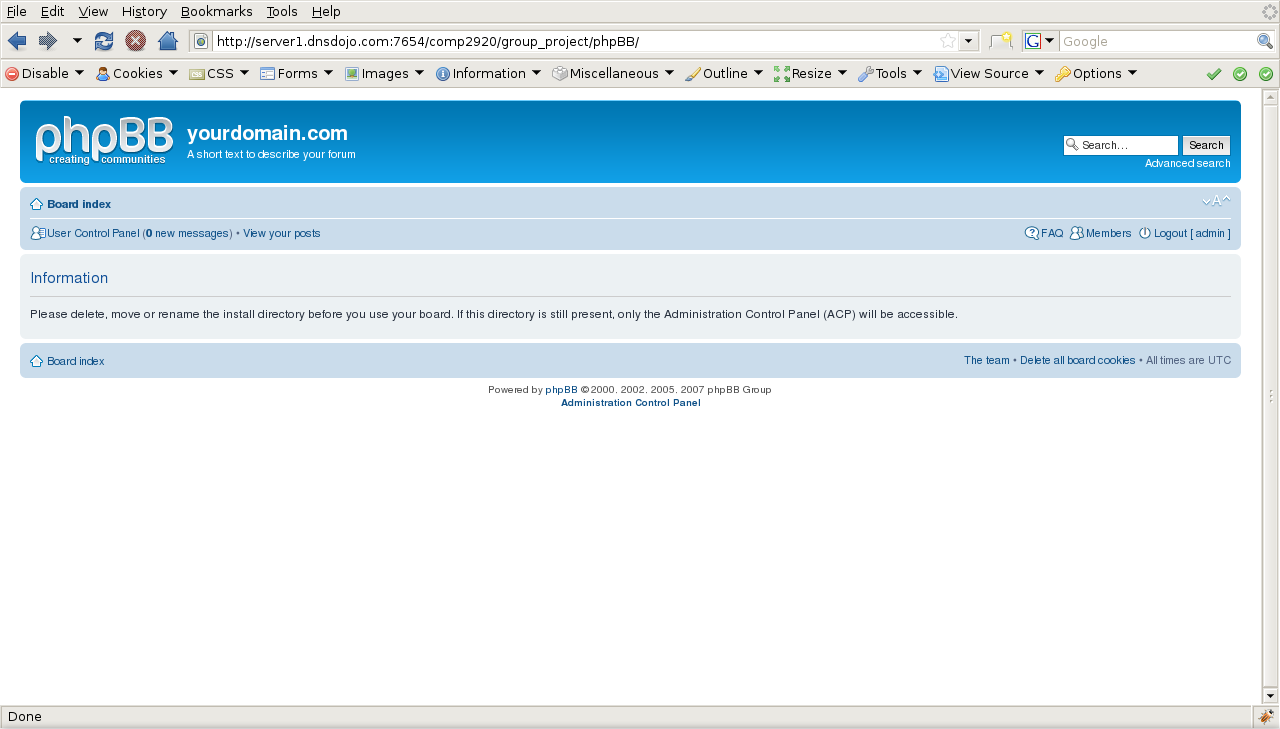 File Edit View History Bookmarks Tools Help
http://server1.dnsdojo.com:7654/comp2920/group_project/phpBB/ G Google
Disable Cookies CSS Forms Images Information Miscellaneous Outline Resize Tools View Source Options
phpBB
creating communities
yourdomain.com
A short text to describe your forum
Search… Search
Advanced search
Board index A
User Control Panel (0 new messages) • View your posts FAQ Members Logout [ admin ]
Information
Please delete, move or rename the install directory before you use your board. If this directory is still present, only the Administration Control Panel (ACP) will be accessible.
Board index The team • Delete all board cookies • All times are UTC
Powered by phpBB © 2000, 2002, 2005, 2007 phpBB Group
Administration Control Panel
Done